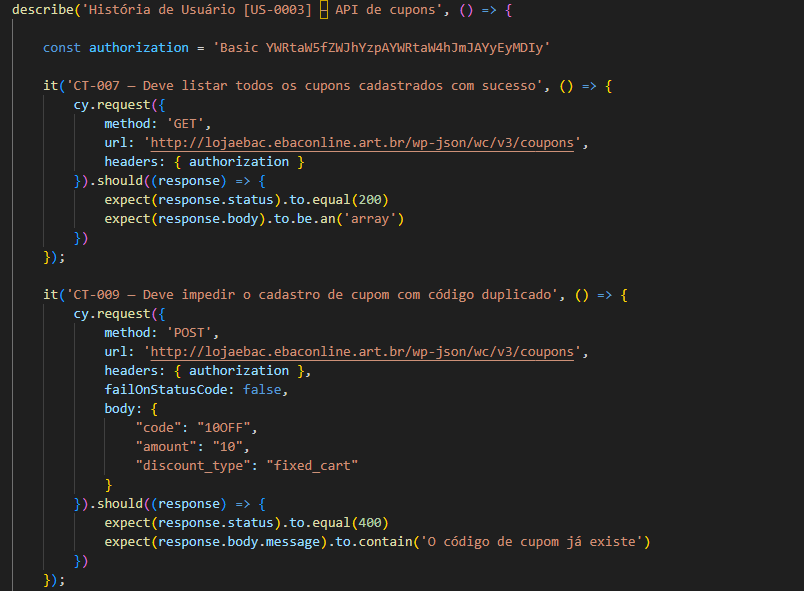 describe('História de Usuário [US-0003] – API de cupons', () => {
const authorization = 'Basic YWRtaW5fZWJhYzpAYWRtaW4hJmJAYyEyMDIy'
it('CT-007 – Deve listar todos os cupons cadastrados com sucesso', () => {
cy.request({
method: 'GET',
url: 'http://lojaebac.ebaconline.art.br/wp-json/wc/v3/coupons',
headers: { authorization }
}).should((response) => {
expect(response.status).to.equal(200)
expect(response.body).to.be.an('array')
})
});
it('CT-009 – Deve impedir o cadastro de cupom com código duplicado', () => {
cy.request({
method: 'POST',
url: 'http://lojaebac.ebaconline.art.br/wp-json/wc/v3/coupons',
headers: { authorization },
failOnStatusCode: false,
body: {
"code": "10OFF",
"amount": "10",
"discount_type": "fixed_cart"
}
}).should((response) => {
expect(response.status).to.equal(400)
expect(response.body.message).to.contain('O código de cupom já existe')
})
});